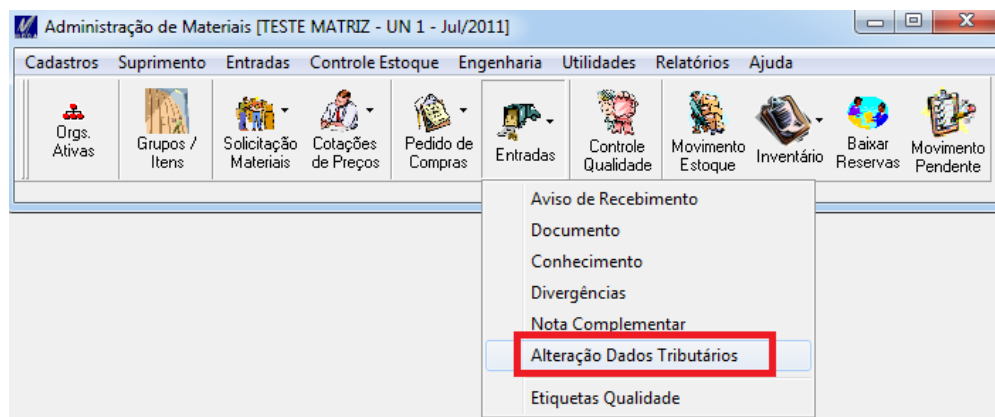 Administração de Materiais [TESTE MATRIZ - UN 1 - Jul/2011]
Cadastros Suprimento Entradas Controle Estoque Engenharia Utilidades Relatórios Ajuda
Orgs.
Ativas
Grupos /
Itens
Solicitação
Materiais
Cotações
de Preços
Pedido de
Compras
Entradas
Controle
Qualidade
Movimento
Estoque
Inventário
Baixar
Reservas
Movimento
Pendente
Aviso de Recebimento
Documento
Conhecimento
Divergências
Nota Complementar
Alteração Dados Tributários
Etiquetas Qualidade